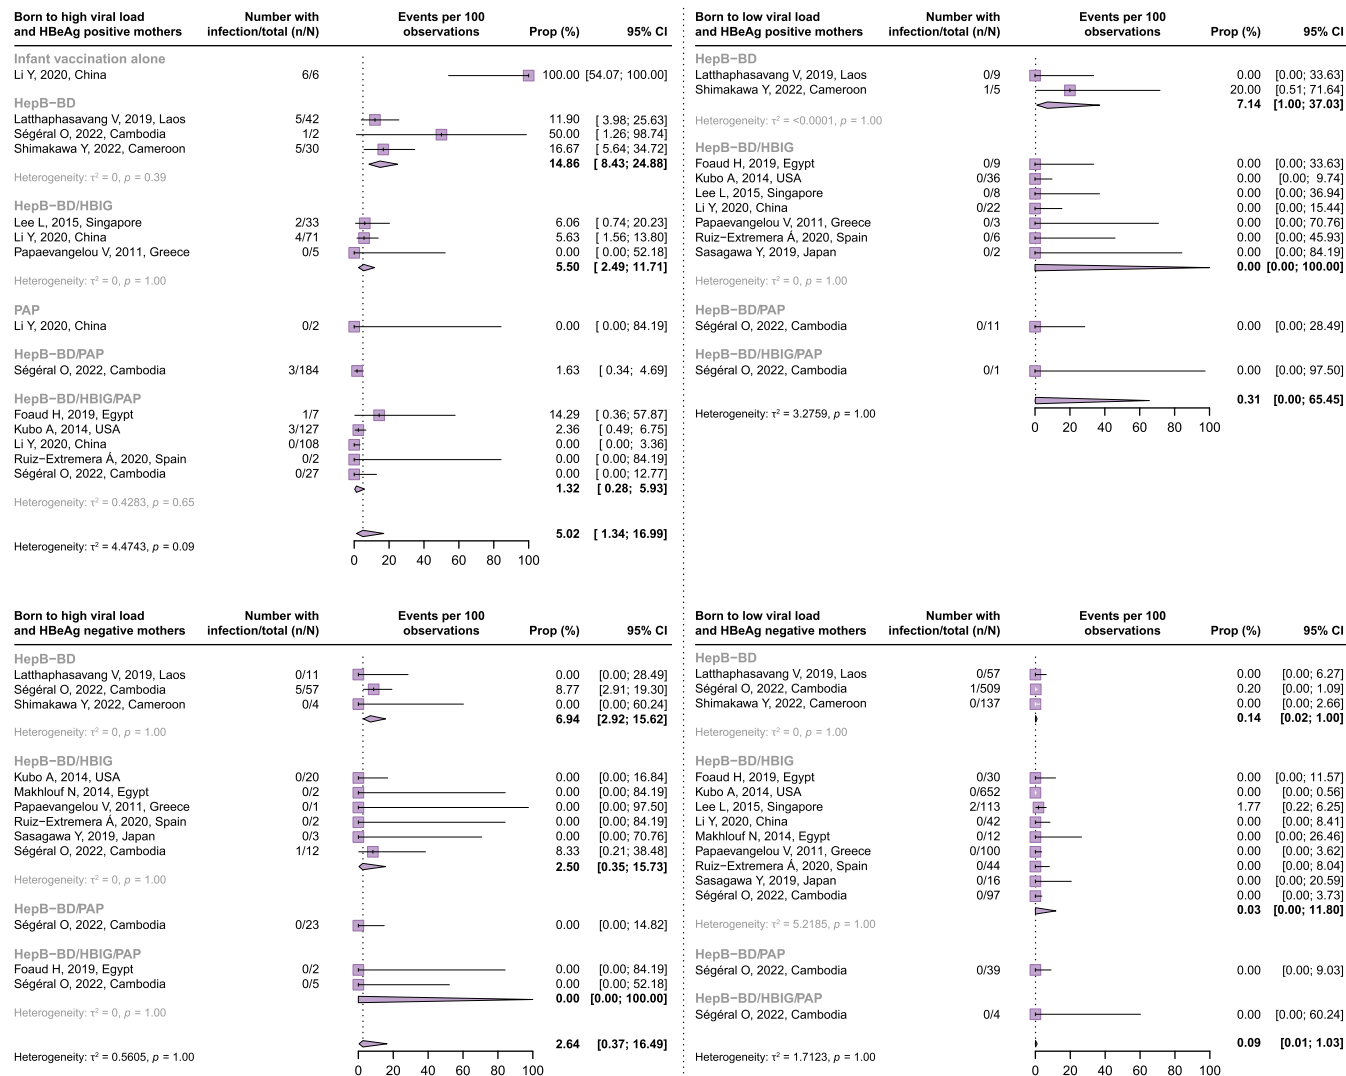 Born to high viral load Number with Events per 100
and HBeAg positive mothers infection/total (n/N) observations Prop (%) 95% CI
Infant vaccination alone
Li Y, 2020, China 6/6 100.00 [54.07; 100.00]
HepB−BD
Latthaphasavang V, 2019, Laos 5/42 11.90 [ 3.98; 25.63]
Ségéral O, 2022, Cambodia 1/2 50.00 [ 1.26; 98.74]
Shimakawa Y, 2022, Cameroon 5/30 16.67 [ 5.64; 34.72]
14.86 [ 8.43; 24.88]
Heterogeneity: τ² = 0, p = 0.39
HepB−BD/HBIG
Lee L, 2015, Singapore 2/33 6.06 [ 0.74; 20.23]
Li Y, 2020, China 4/71 5.63 [ 1.56; 13.80]
Papaevangelou V, 2011, Greece 0/5 0.00 [ 0.00; 52.18]
5.50 [ 2.49; 11.71]
Heterogeneity: τ² = 0, p = 1.00
PAP
Li Y, 2020, China 0/2 0.00 [ 0.00; 84.19]
HepB−BD/PAP
Ségéral O, 2022, Cambodia 3/184 1.63 [ 0.34; 4.69]
HepB−BD/HBIG/PAP
Foaud H, 2019, Egypt 1/7 14.29 [ 0.36; 57.87]
Kubo A, 2014, USA 3/127 2.36 [ 0.49; 6.75]
Li Y, 2020, China 0/108 0.00 [ 0.00; 3.36]
Ruiz−Extremera Á, 2020, Spain 0/2 0.00 [ 0.00; 84.19]
Ségéral O, 2022, Cambodia 0/27 0.00 [ 0.00; 12.77]
1.32 [ 0.28; 5.93]
Heterogeneity: τ² = 0.4283, p = 0.65
5.02 [ 1.34; 16.99]
Heterogeneity: τ² = 4.4743, p = 0.09
0 20 40 60 80 100
Born to low viral load Number with Events per 100
and HBeAg positive mothers infection/total (n/N) observations Prop (%) 95% CI
HepB−BD
Latthaphasavang V, 2019, Laos 0/9 0.00 [0.00; 33.63]
Shimakawa Y, 2022, Cameroon 1/5 20.00 [0.51; 71.64]
7.14 [1.00; 37.03]
Heterogeneity: τ² = <0.0001, p = 1.00
HepB−BD/HBIG
Foaud H, 2019, Egypt 0/9 0.00 [0.00; 33.63]
Kubo A, 2014, USA 0/36 0.00 [0.00; 9.74]
Lee L, 2015, Singapore 0/8 0.00 [0.00; 36.94]
Li Y, 2020, China 0/22 0.00 [0.00; 15.44]
Papaevangelou V, 2011, Greece 0/3 0.00 [0.00; 70.76]
Ruiz−Extremera Á, 2020, Spain 0/6 0.00 [0.00; 45.93]
Sasagawa Y, 2019, Japan 0/2 0.00 [0.00; 84.19]
0.00 [0.00; 100.00]
Heterogeneity: τ² = 0, p = 1.00
HepB−BD/PAP
Ségéral O, 2022, Cambodia 0/11 0.00 [0.00; 28.49]
HepB−BD/HBIG/PAP
Ségéral O, 2022, Cambodia 0/1 0.00 [0.00; 97.50]
0.31 [0.00; 65.45]
Heterogeneity: τ² = 3.2759, p = 1.00
0 20 40 60 80 100
Born to high viral load Number with Events per 100
and HBeAg negative mothers infection/total (n/N) observations Prop (%) 95% CI
HepB−BD
Latthaphasavang V, 2019, Laos 0/11 0.00 [0.00; 28.49]
Ségéral O, 2022, Cambodia 5/57 8.77 [2.91; 19.30]
Shimakawa Y, 2022, Cameroon 0/4 0.00 [0.00; 60.24]
6.94 [2.92; 15.62]
Heterogeneity: τ² = 0, p = 1.00
HepB−BD/HBIG
Kubo A, 2014, USA 0/20 0.00 [0.00; 16.84]
Makhlouf N, 2014, Egypt 0/2 0.00 [0.00; 84.19]
Papaevangelou V, 2011, Greece 0/1 0.00 [0.00; 97.50]
Ruiz−Extremera Á, 2020, Spain 0/2 0.00 [0.00; 84.19]
Sasagawa Y, 2019, Japan 0/3 0.00 [0.00; 70.76]
Ségéral O, 2022, Cambodia 1/12 8.33 [0.21; 38.48]
2.50 [0.35; 15.73]
Heterogeneity: τ² = 0, p = 1.00
HepB−BD/PAP
Ségéral O, 2022, Cambodia 0/23 0.00 [0.00; 14.82]
HepB−BD/HBIG/PAP
Foaud H, 2019, Egypt 0/2 0.00 [0.00; 84.19]
Ségéral O, 2022, Cambodia 0/5 0.00 [0.00; 52.18]
0.00 [0.00; 100.00]
Heterogeneity: τ² = 0, p = 1.00
2.64 [0.37; 16.49]
Heterogeneity: τ² = 0.5605, p = 1.00
0 20 40 60 80 100
Born to low viral load Number with Events per 100
and HBeAg negative mothers infection/total (n/N) observations Prop (%) 95% CI
HepB−BD
Latthaphasavang V, 2019, Laos 0/57 0.00 [0.00; 6.27]
Ségéral O, 2022, Cambodia 1/509 0.20 [0.00; 1.09]
Shimakawa Y, 2022, Cameroon 0/137 0.00 [0.00; 2.66]
0.14 [0.02; 1.00]
Heterogeneity: τ² = 0, p = 1.00
HepB−BD/HBIG
Foaud H, 2019, Egypt 0/30 0.00 [0.00; 11.57]
Kubo A, 2014, USA 0/652 0.00 [0.00; 0.56]
Lee L, 2015, Singapore 2/113 1.77 [0.22; 6.25]
Li Y, 2020, China 0/42 0.00 [0.00; 8.41]
Makhlouf N, 2014, Egypt 0/12 0.00 [0.00; 26.46]
Papaevangelou V, 2011, Greece 0/100 0.00 [0.00; 3.62]
Ruiz−Extremera Á, 2020, Spain 0/44 0.00 [0.00; 8.04]
Sasagawa Y, 2019, Japan 0/16 0.00 [0.00; 20.59]
Ségéral O, 2022, Cambodia 0/97 0.00 [0.00; 3.73]
0.03 [0.00; 11.80]
Heterogeneity: τ² = 5.2185, p = 1.00
HepB−BD/PAP
Ségéral O, 2022, Cambodia 0/39 0.00 [0.00; 9.03]
HepB−BD/HBIG/PAP
Ségéral O, 2022, Cambodia 0/4 0.00 [0.00; 60.24]
0.09 [0.01; 1.03]
Heterogeneity: τ² = 1.7123, p = 1.00
0 20 40 60 80 100